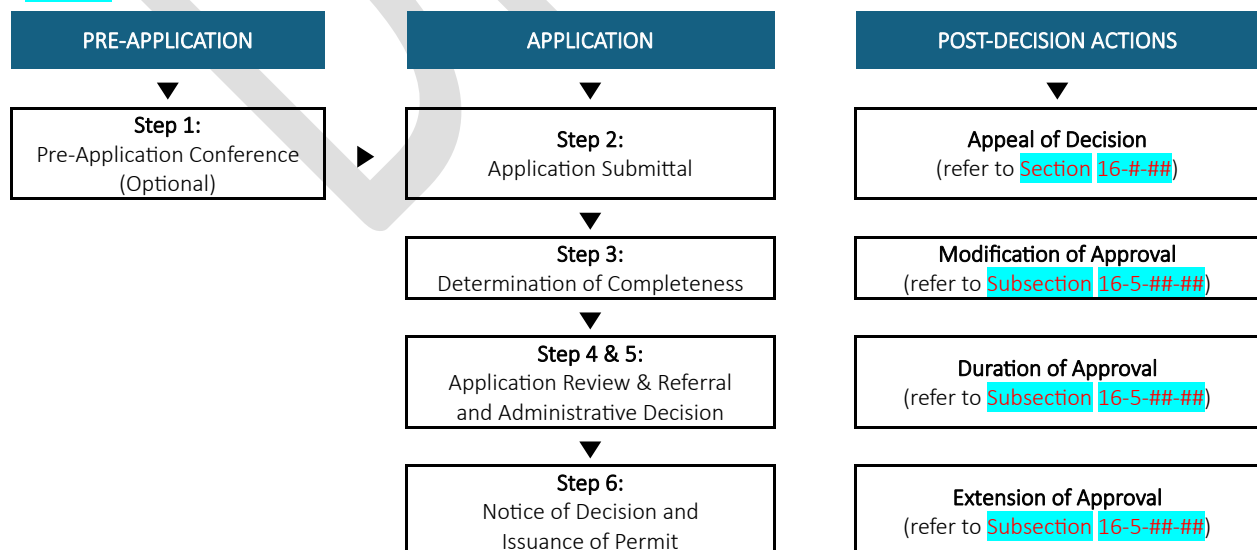 PRE-APPLICATION
Step 1:
Pre-Application Conference
(Optional)
APPLICATION
Step 2:
Application Submittal
Step 3:
Determination of Completeness
Step 4 & 5:
Application Review & Referral
and Administrative Decision
Step 6:
Notice of Decision and
Issuance of Permit
POST-DECISION ACTIONS
Appeal of Decision
(refer to Section 16-#-##)
Modification of Approval
(refer to Subsection 16-5-##-##)
Duration of Approval
(refer to Subsection 16-5-##-##)
Extension of Approval
(refer to Subsection 16-5-##-##)